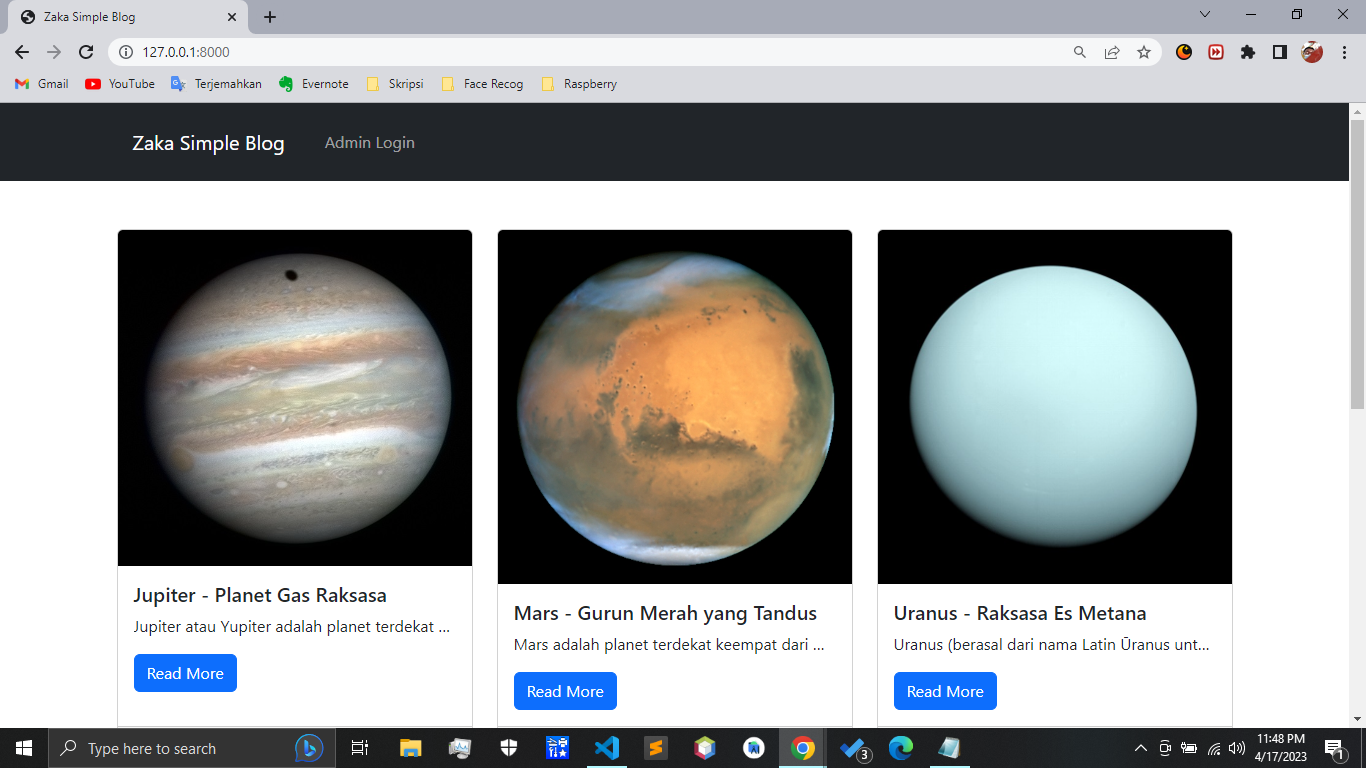 Zaka Simple Blog
127.0.0.1:8000
Gmail
YouTube
Terjemahkan
Evernote
Skripsi
Face Recog
Raspberry
Zaka Simple Blog
Admin Login
Jupiter - Planet Gas Raksasa
Jupiter atau Yupiter adalah planet terdekat ...
Read More
Mars - Gurun Merah yang Tandus
Mars adalah planet terdekat keempat dari ...
Read More
Uranus - Raksasa Es Metana
Uranus (berasal dari nama Latin Ūranus unt...
Read More
Type here to search
3
11:48 PM
4/17/2023
1